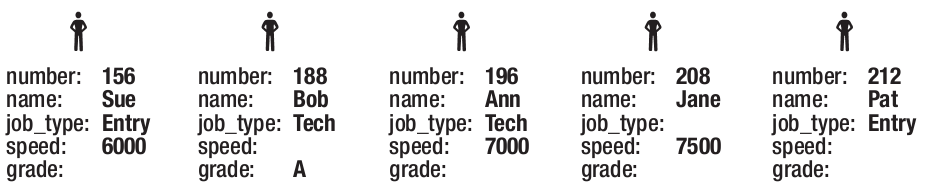 number: 156
name: Sue
job_type: Entry
speed: 6000
grade:
number: 188
name: Bob
job_type: Tech
speed:
grade: A
number: 196
name: Ann
job_type: Tech
speed: 7000
grade:
number: 208
name: Jane
job_type:
speed: 7500
grade:
number: 212
name: Pat
job_type: Entry
speed:
grade: